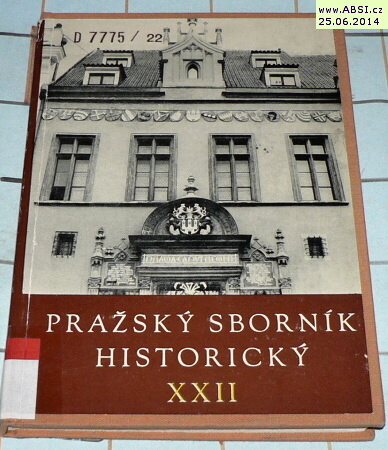 www.ABSI.cz
25.06.2014
D 7775 / 22
PRAŽSKÝ SBORNÍK
HISTORICKÝ
XXII